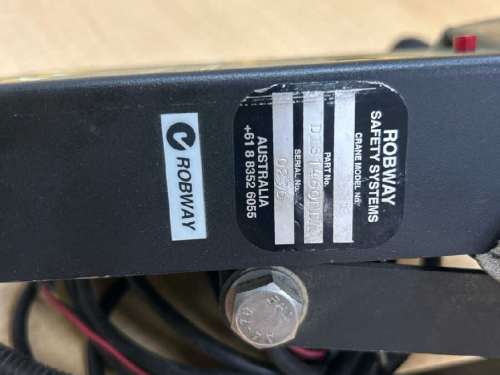 ROBWAY
ROBWAY
SAFETY SYSTEMS
CRANE MODEL No.
PART No.
SERIAL No.
AUSTRALIA
+61 8 8352 6055